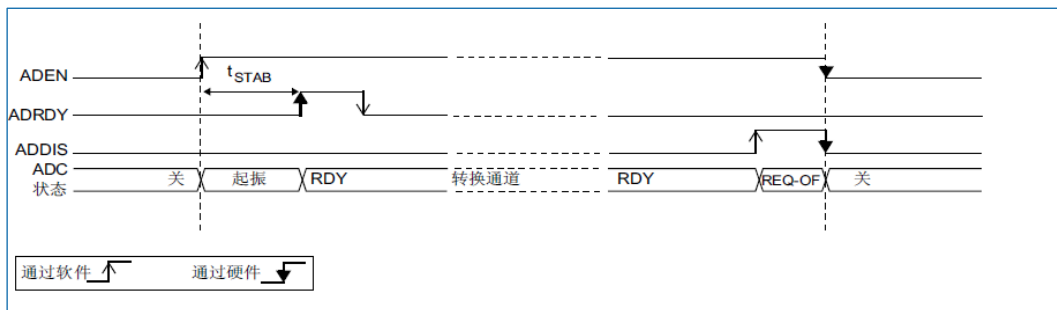 ADEN
tSTAB
ADRDY
ADDIS
ADC
状态
关 起振 RDY 转换通道 RDY REQ-OF 关
通过软件 通过硬件